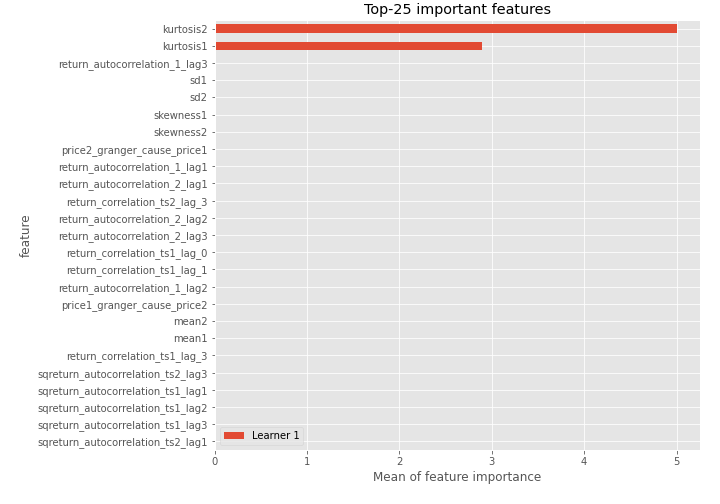 Top-25 important features
kurtosis2
kurtosis1
return_autocorrelation_1_lag3
sd1
sd2
skewness1
skewness2
price2_granger_cause_price1
return_autocorrelation_1_lag1
return_autocorrelation_2_lag1
return_correlation_ts2_lag_3
return_autocorrelation_2_lag2
return_autocorrelation_2_lag3
return_correlation_ts1_lag_0
return_correlation_ts1_lag_1
return_autocorrelation_1_lag2
price1_granger_cause_price2
mean2
mean1
return_correlation_ts1_lag_3
sqreturn_autocorrelation_ts2_lag3
sqreturn_autocorrelation_ts1_lag1
sqreturn_autocorrelation_ts1_lag2
sqreturn_autocorrelation_ts1_lag3
sqreturn_autocorrelation_ts2_lag1
feature
Learner 1
0 1 2 3 4 5
Mean of feature importance